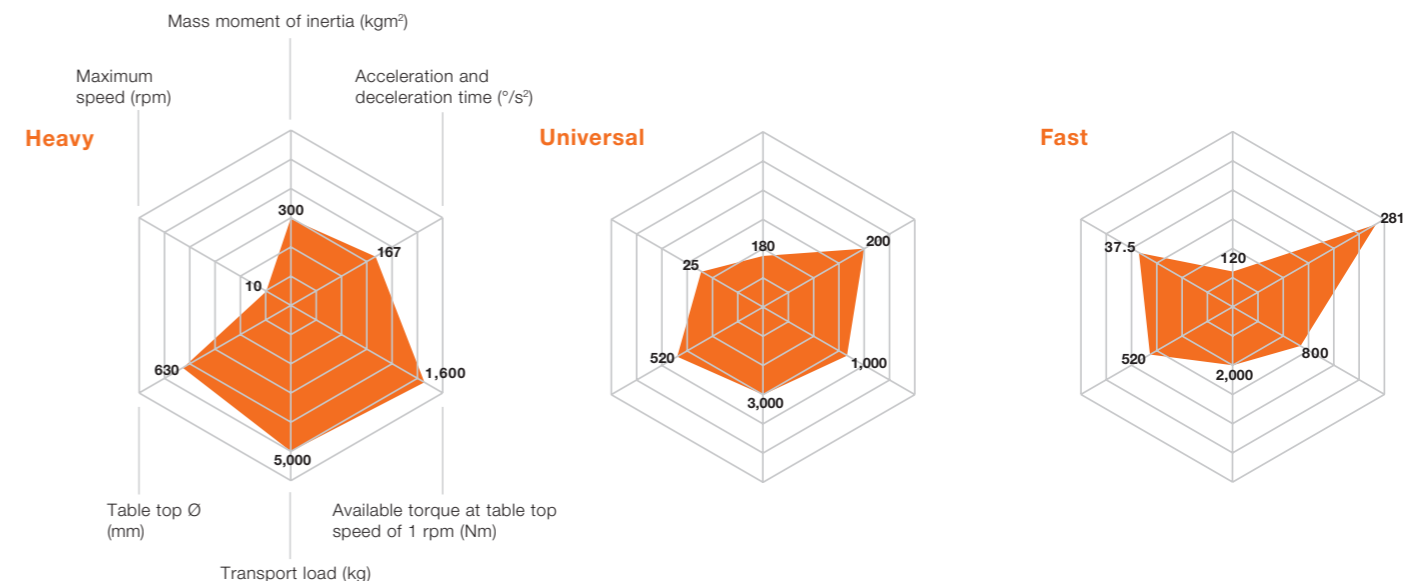 Mass moment of inertia (kgm²)
Maximum
speed (rpm)
Acceleration and
deceleration time (°/s²)
Heavy
300
167
10
630
1,600
5,000
Table top Ø
(mm)
Available torque at table top
speed of 1 rpm (Nm)
Transport load (kg)
Universal
180
200
25
520
1,000
3,000
Fast
281
37.5
120
520
800
2,000